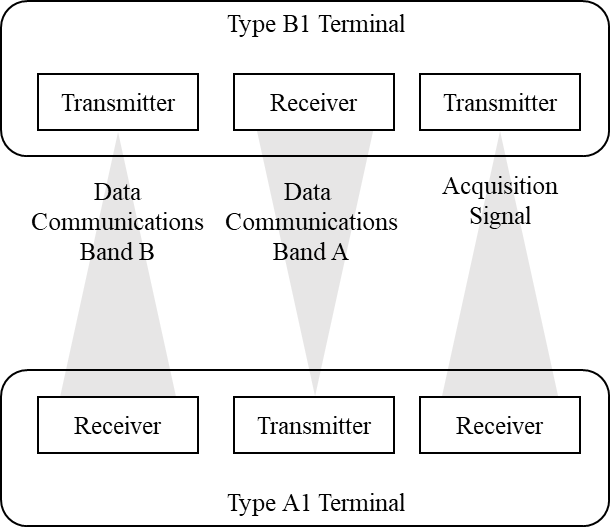 Type B1 Terminal
Transmitter
Receiver
Transmitter
Data
Communications
Band B
Data
Communications
Band A
Acquisition
Signal
Receiver
Transmitter
Receiver
Type A1 Terminal